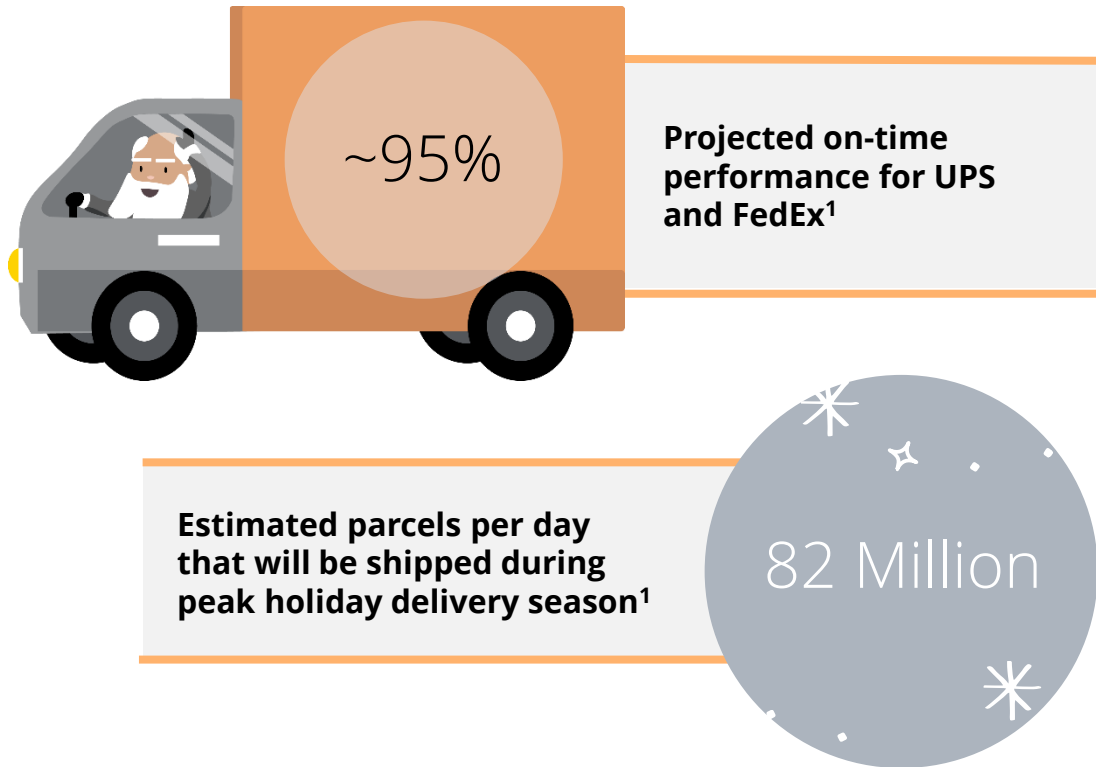 ~95%
Projected on-time
performance for UPS
and FedEx¹
Estimated parcels per day
that will be shipped during
peak holiday delivery season¹
82 Million